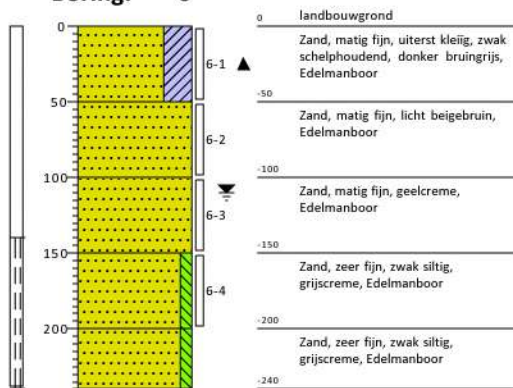 0
landbouwgrond
0
Zand, matig fijn, uiterst kleiïg, zwak
schelphoudend, donker bruingrijs,
Edelmanboor
6-1
50
-50
Zand, matig fijn, licht beigebruin,
Edelmanboor
6-2
100
-100
Zand, matig fijn, geelcreme,
Edelmanboor
6-3
150
-150
Zand, zeer fijn, zwak siltig,
grijscreme, Edelmanboor
6-4
200
-200
Zand, zeer fijn, zwak siltig,
grijscreme, Edelmanboor
-240